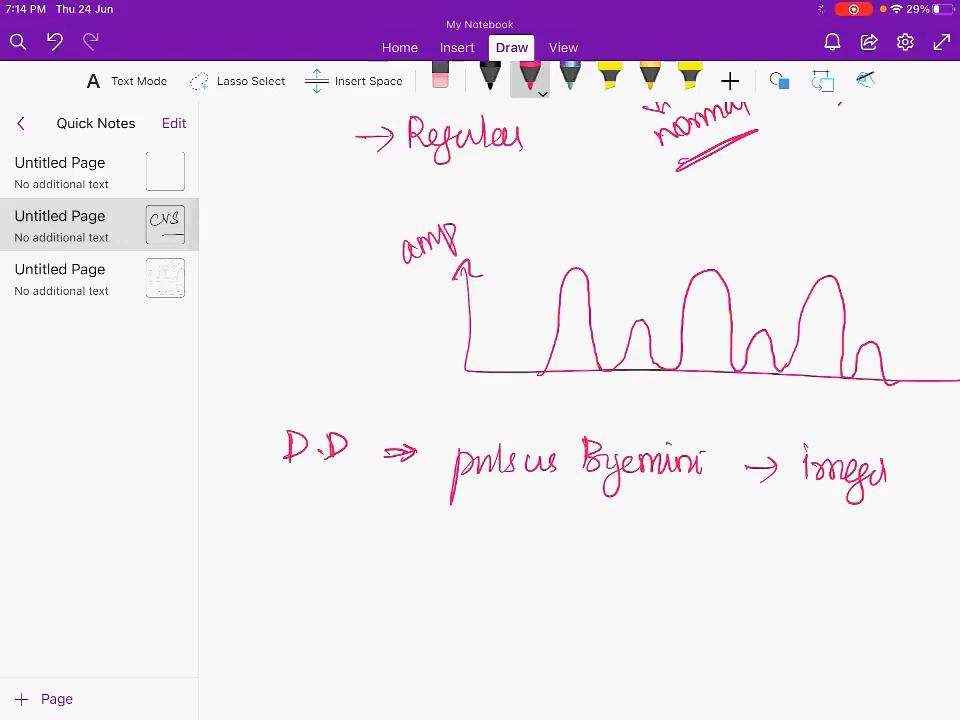 7:14 PM Thu 24 Jun
29%
My Notebook
Home Insert Draw View
Text Mode Lasso Select Insert Space
Quick Notes Edit
Untitled Page
No additional text
Untitled Page
No additional text
CNS
Untitled Page
No additional text
normal
→ Regular
amp
D.D ⇒ pulsus Bygemini → irregul
+ Page